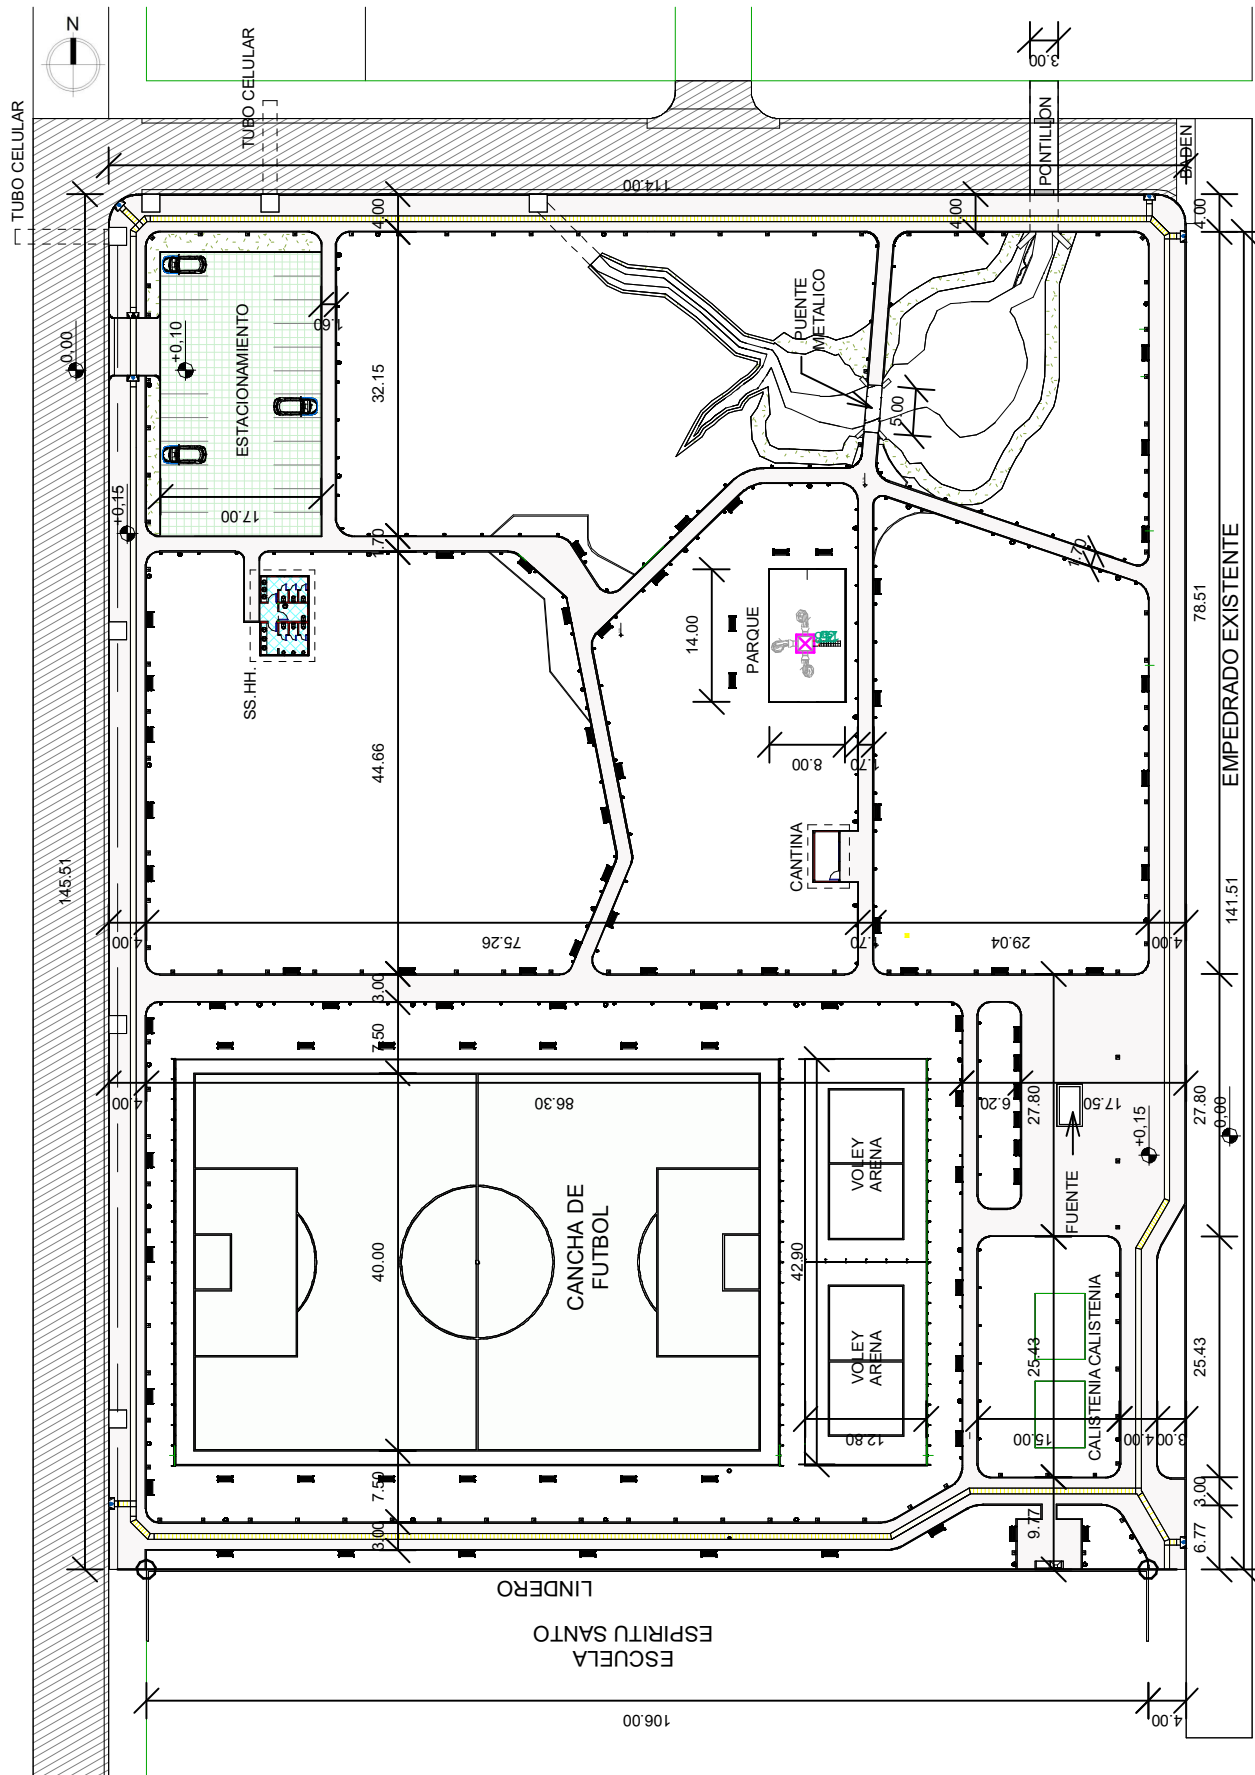 N
TUBO CELULAR
TUBO CELULAR
3.00
PONTILLON
BADEN
114.00
4.00
4.00
4.00
0,00
+0,10
ESTACIONAMIENTO
1.60
32.15
PUENTE
METALICO
5.00
+0,15
17.00
1.70
1.70
SS.HH.
14.00
PARQUE
78.51
EMPEDRADO EXISTENTE
44.66
8.00
1.70
CANTINA
145.51
141.51
4.00
75.26
1.70
29.04
4.00
3.00
7.50
4.00
86.30
6.20
27.80
17.50
27.80
0,00
+0,15
FUENTE
VOLEY
ARENA
CANCHA DE
FUTBOL
40.00
42.90
VOLEY
ARENA
25.43
CALISTENIA
CALISTENIA
25.43
12.80
15.00
4.00
3.00
7.50
3.00
9.77
3.00
6.77
LINDERO
ESCUELA
ESPIRITU SANTO
106.00
4.00